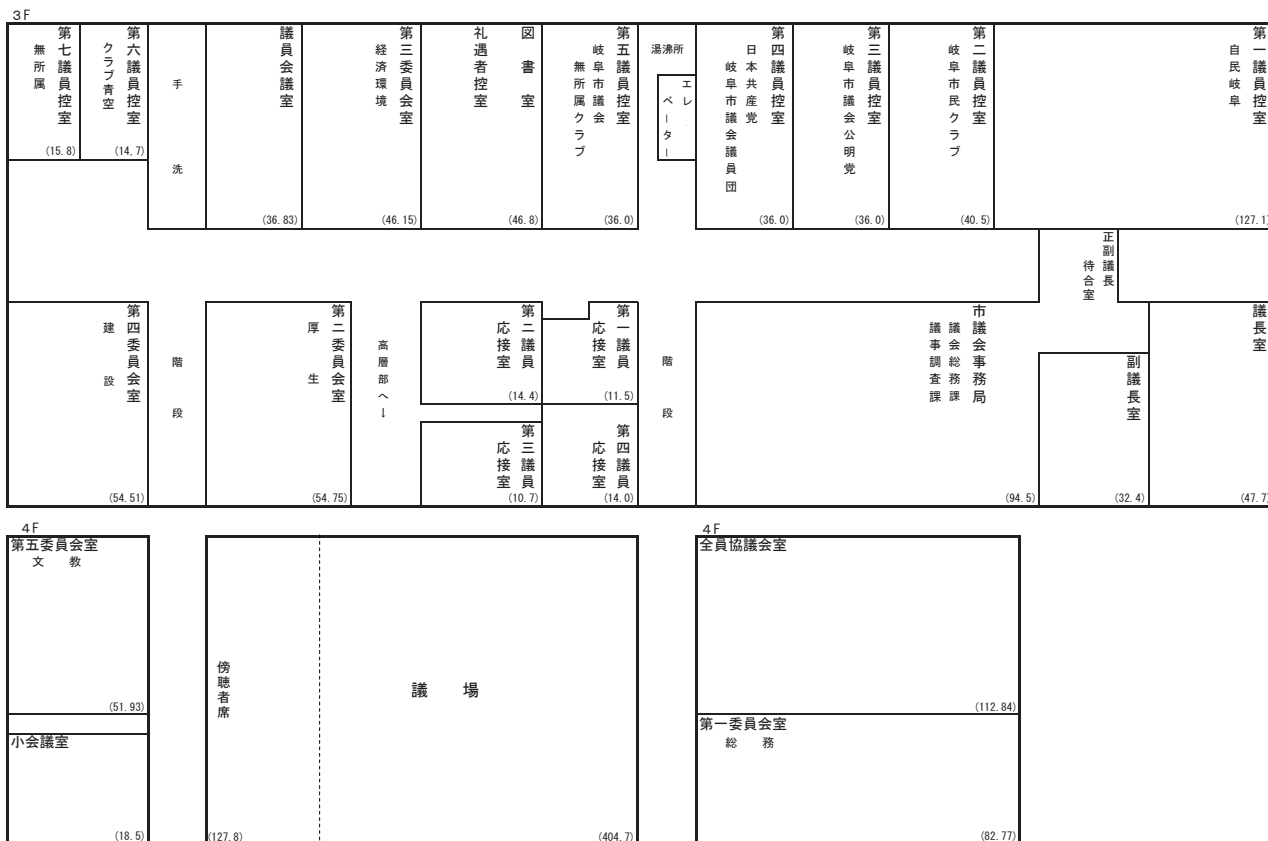 3F
第七議員控室
無所属
(15.8)
第六議員控室
クラブ青空
(14,7)
手洗
議員会議室
(36.83)
第三委員会室
経済環境
(46.15)
図書室
礼遇者控室
(46.8)
第五議員控室
岐阜市議会
無所属クラブ
(36.0)
湯沸所
エレ
ベーター
第四議員控室
日本共産党
岐阜市議会議員団
(36.0)
第三議員控室
岐阜市議会公明党
(36.0)
第二議員控室
岐阜市民クラブ
(40.5)
第一議員控室
自民岐阜
(127.1)
正副議長
待合室
第四委員会室
建設
(54.51)
階段
第二委員会室
厚生
(54.75)
高層部へ↓
第二議員
応接室
(14.4)
第一議員
応接室
(11.5)
第三議員
応接室
(10.7)
第四議員
応接室
(14.0)
階段
市議会事務局
議会総務課
議事調査課
(94.5)
副議長室
(32.4)
議長室
(47.7)
4F
第五委員会室
文 教
(51.93)
小会議室
(18.5)
傍聴者席
(127.8)
議 場
(404.7)
4F
全員協議会室
(112.84)
第一委員会室
総 務
(82.77)